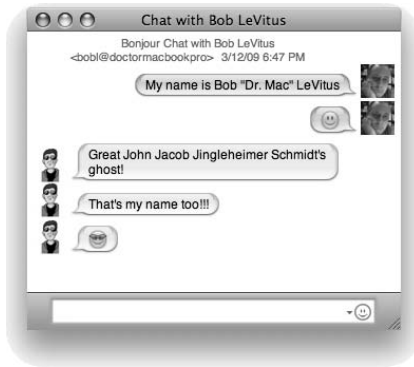 Chat with Bob LeVitus
Bonjour Chat with Bob LeVitus
<bobl@doctormacbookpro> 3/12/09 6:47 PM
My name is Bob "Dr. Mac" LeVitus
Great John Jacob Jingleheimer Schmidt's
ghost!
That's my name too!!!